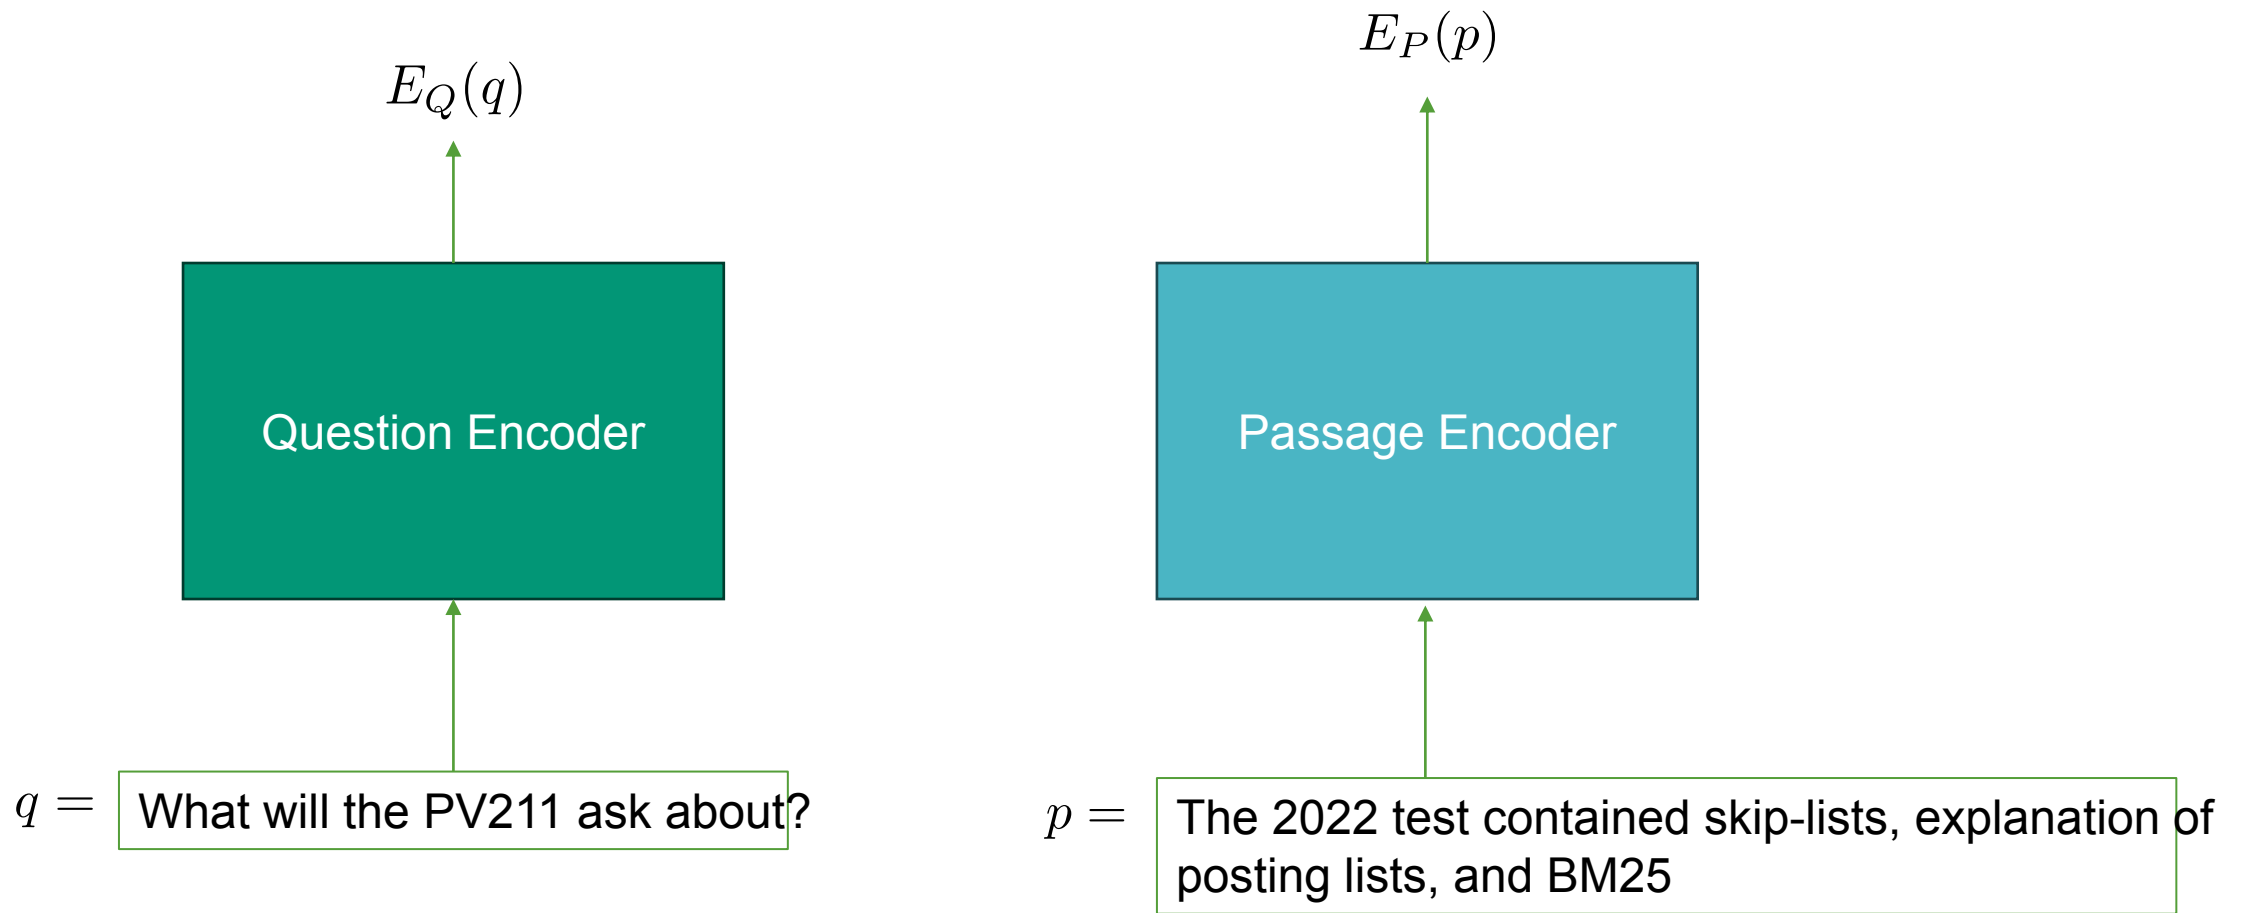 E_Q(q)
E_P(p)
Question Encoder
Passage Encoder
q = What will the PV211 ask about?
p = The 2022 test contained skip-lists, explanation of
posting lists, and BM25